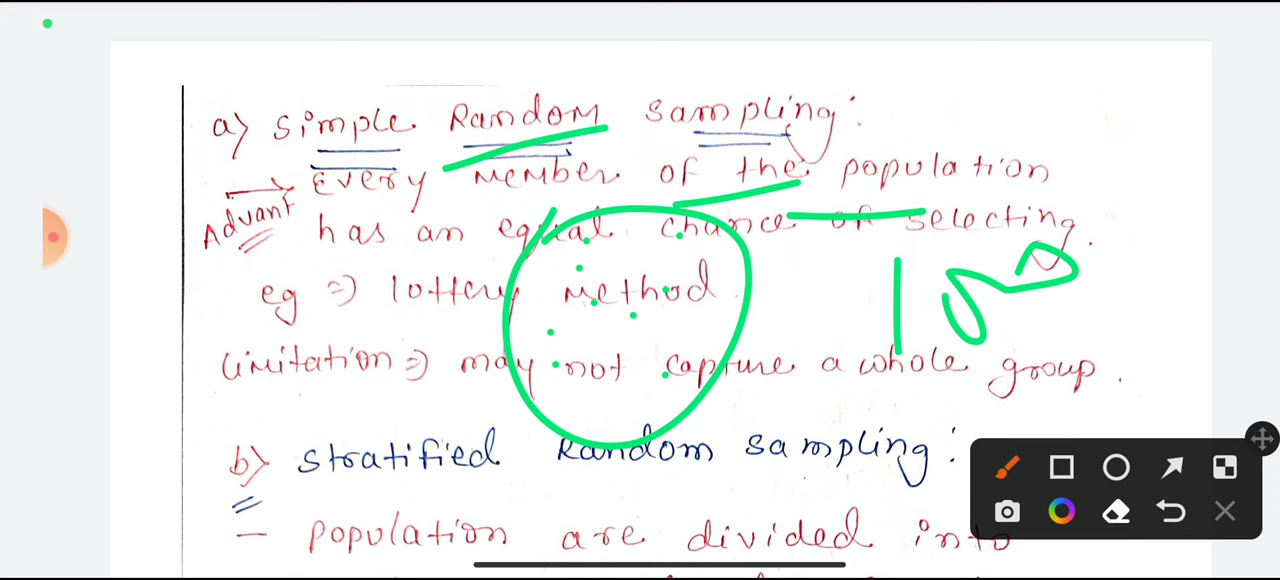 a) Simple Random Sampling:
Every member of the population
Advant has an equal chance of selecting.
eg => lottery method
limitation => may not capture a whole group.
100
b) Stratified Random Sampling:
- population are divided into